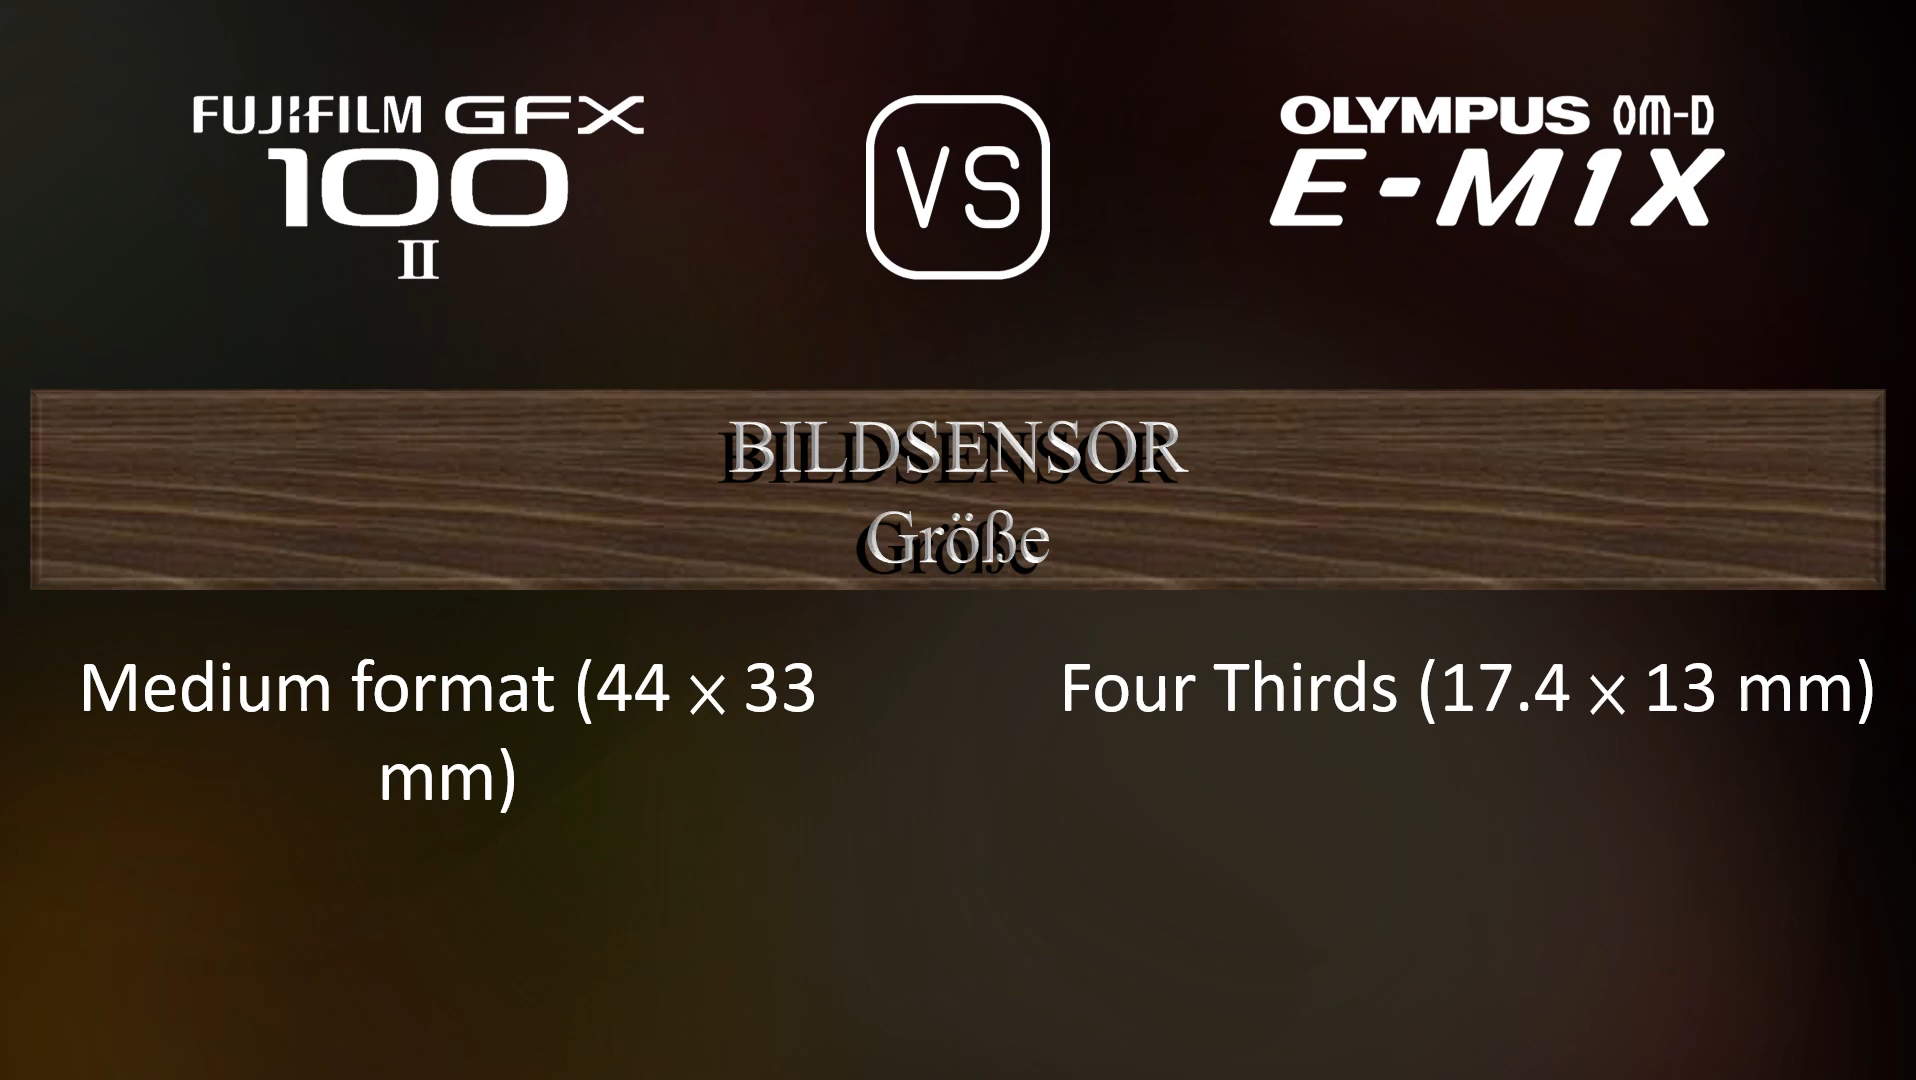 FUJIFILM GFX
100
II
VS
OLYMPUS OM-D
E-M1X
BILDSENSOR
Größe
Medium format (44 x 33
mm)
Four Thirds (17.4 x 13 mm)